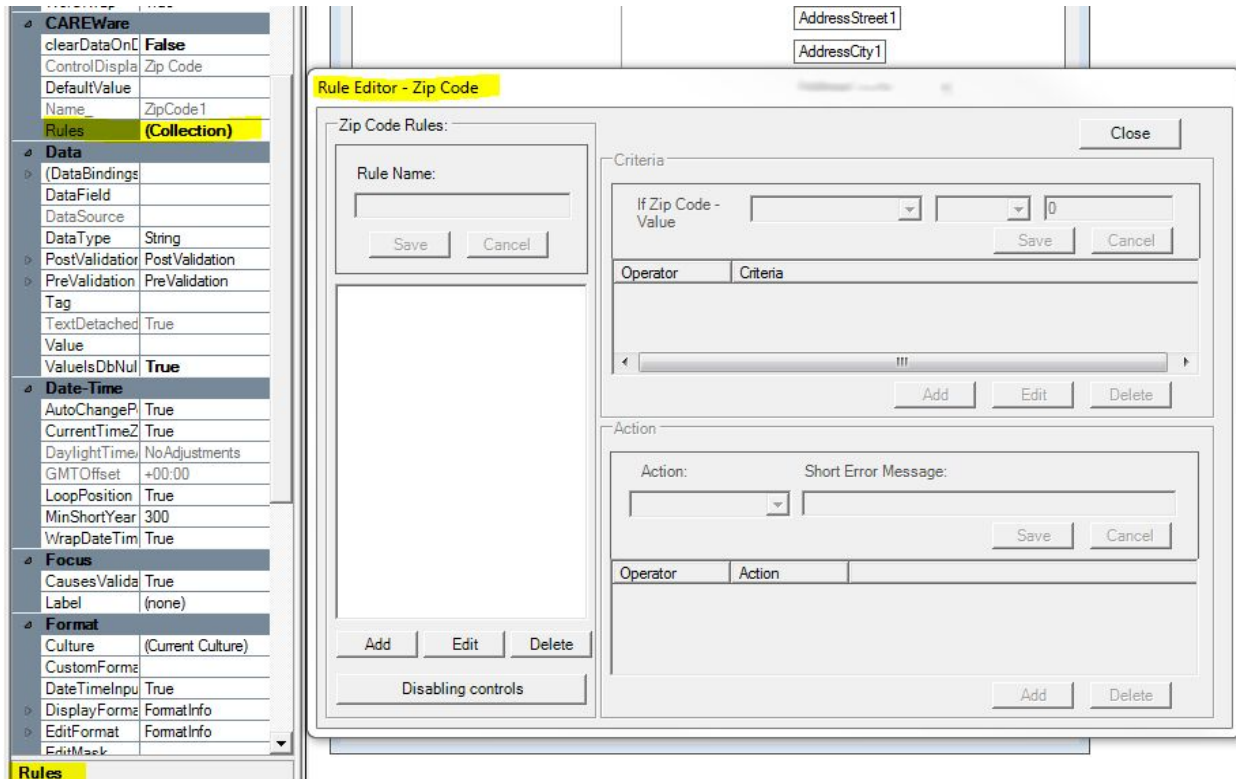 CAREWare
clearDataOnD False
ControlDispla Zip Code
DefaultValue
Name_ ZipCode1
Rules (Collection)
Data
(DataBindings
DataField
DataSource
DataType String
PostValidation PostValidation
PreValidation PreValidation
Tag
TextDetached True
Value
ValueIsDbNul True
Date-Time
AutoChangeP True
CurrentTimeZ True
DaylightTime NoAdjustments
GMTOffset +00:00
LoopPosition True
MinShortYear 300
WrapDateTim True
Focus
CausesValida True
Label (none)
Format
Culture (Current Culture)
CustomForma
DateTimeInpu True
DisplayForma FormatInfo
EditFormat FormatInfo
EditMask
Rules
AddressStreet1
AddressCity1
Rule Editor - Zip Code
Zip Code Rules:
Rule Name:
Save Cancel
Add Edit Delete
Disabling controls
Close
Criteria
If Zip Code -
Value
0
Save Cancel
Operator Criteria
Add Edit Delete
Action
Action: Short Error Message:
Save Cancel
Operator Action
Add Delete